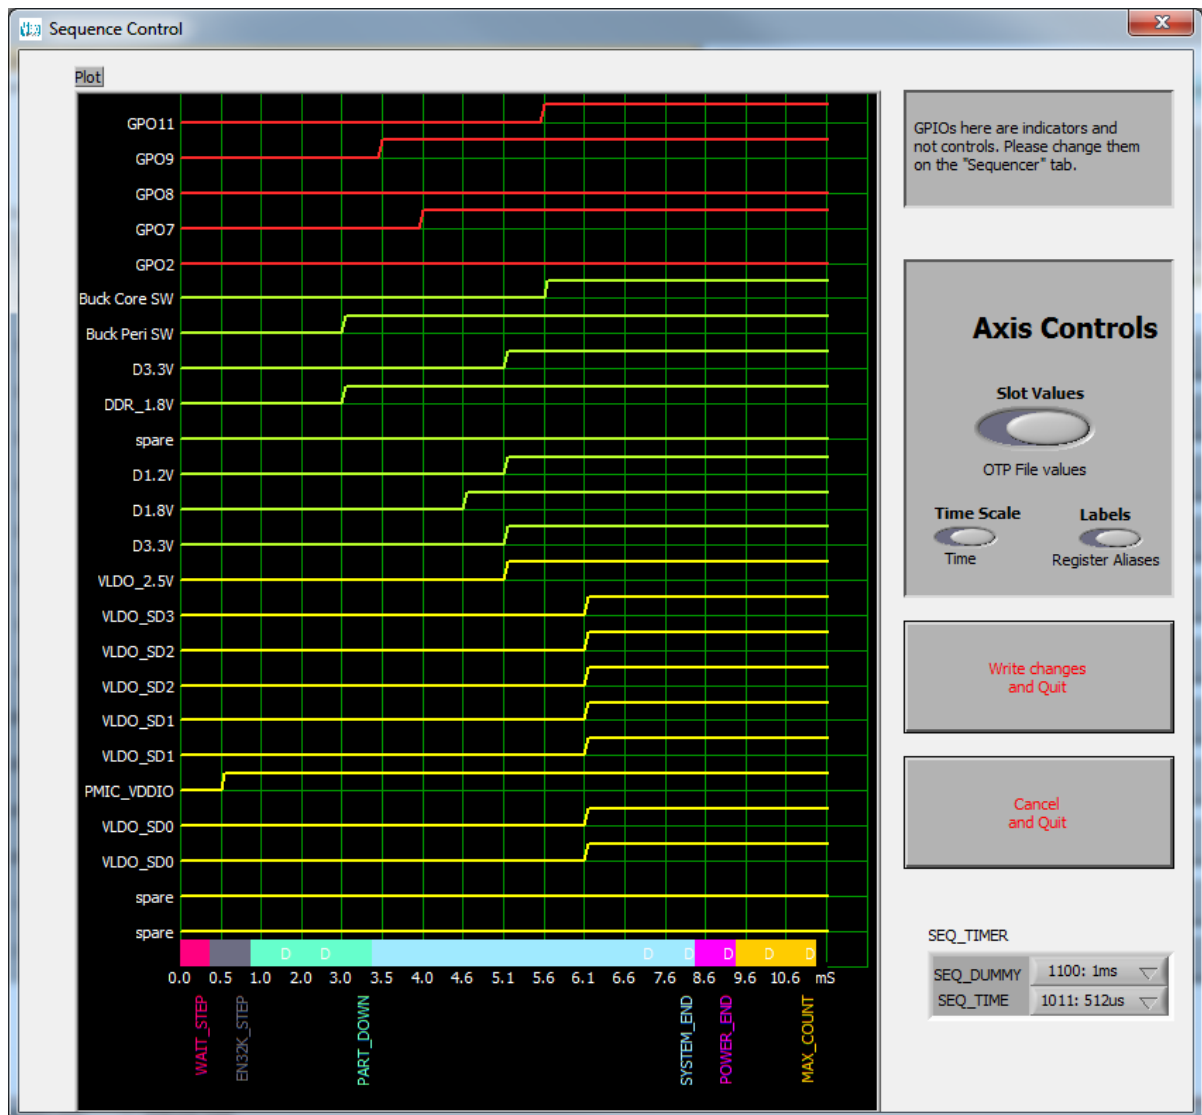 Sequence Control
Plot
GPO11
GPO9
GPO8
GPO7
GPO2
Buck Core SW
Buck Peri SW
D3.3V
DDR_1.8V
spare
D1.2V
D1.8V
D3.3V
VLDO_2.5V
VLDO_SD3
VLDO_SD2
VLDO_SD2
VLDO_SD1
VLDO_SD1
PMIC_VDDIO
VLDO_SD0
VLDO_SD0
spare
spare
D D D D D D D
0.0 0.5 1.0 2.0 3.0 3.5 4.0 4.6 5.1 5.6 6.1 6.6 7.6 8.6 9.6 10.6 mS
WAIT_STEP
EN32K_STEP
PART_DOWN
SYSTEM_END
POWER_END
MAX_COUNT
GPIOs here are indicators and
not controls. Please change them
on the "Sequencer" tab.
Axis Controls
Slot Values
OTP File values
Time Scale
Time
Labels
Register Aliases
Write changes
and Quit
Cancel
and Quit
SEQ_TIMER
SEQ_DUMMY 1100: 1ms
SEQ_TIME 1011: 512us